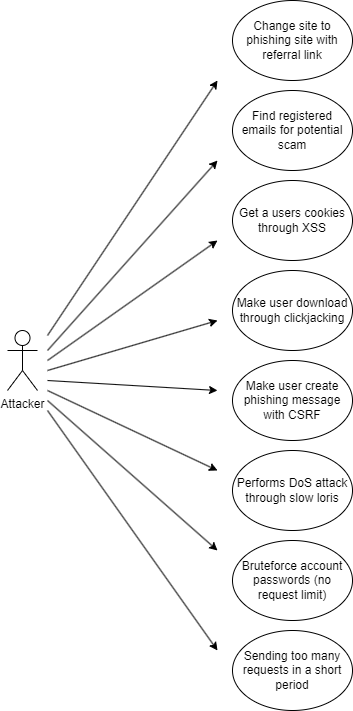 Change site to
phishing site with
referral link
Find registered
emails for potential
scam
Get a users cookies
through XSS
Make user download
through clickjacking
Attacker
Make user create
phishing message
with CSRF
Performs DoS attack
through slow loris
Bruteforce account
passwords (no
request limit)
Sending too many
requests in a short
period